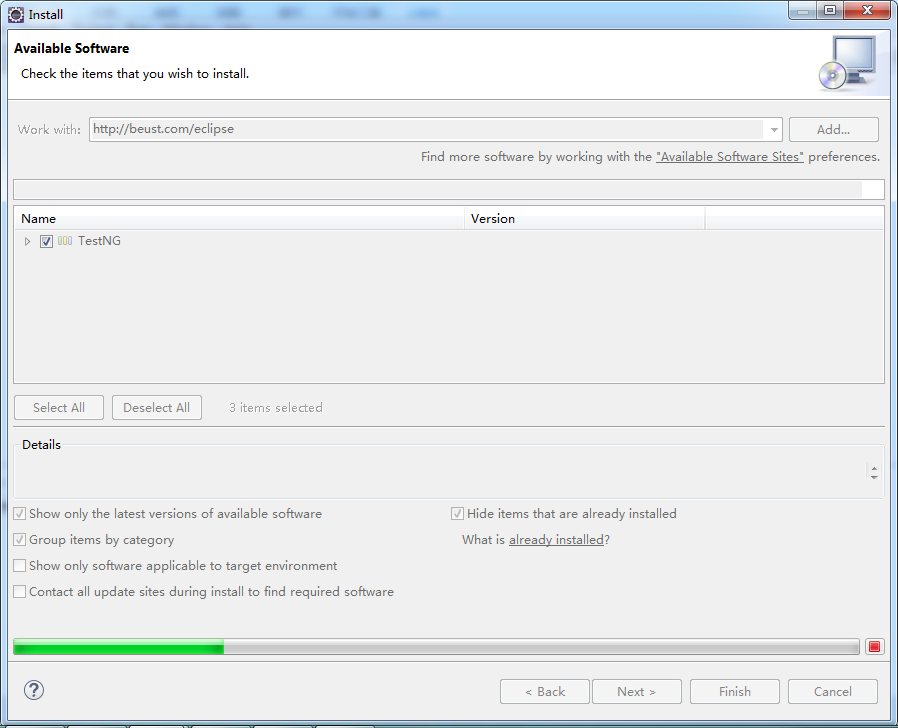 Install
Available Software
Check the items that you wish to install.
Work with: http://beust.com/eclipse Add...
Find more software by working with the "Available Software Sites" preferences.
Name Version
TestNG
Select All Deselect All 3 items selected
Details
Show only the latest versions of available software Hide items that are already installed
Group items by category What is already installed?
Show only software applicable to target environment
Contact all update sites during install to find required software
? < Back Next > Finish Cancel